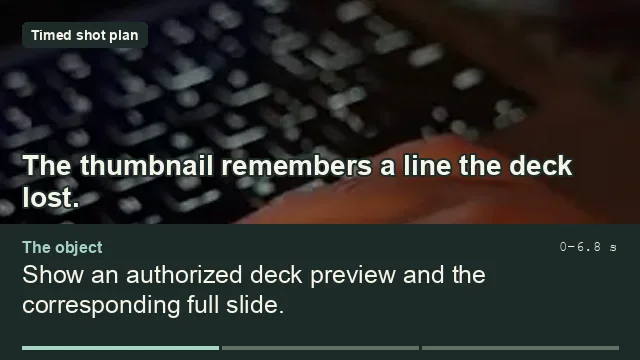 Timed shot plan
The thumbnail remembers a line the deck
lost.
The object
0–6.8 s
Show an authorized deck preview and the
corresponding full slide.